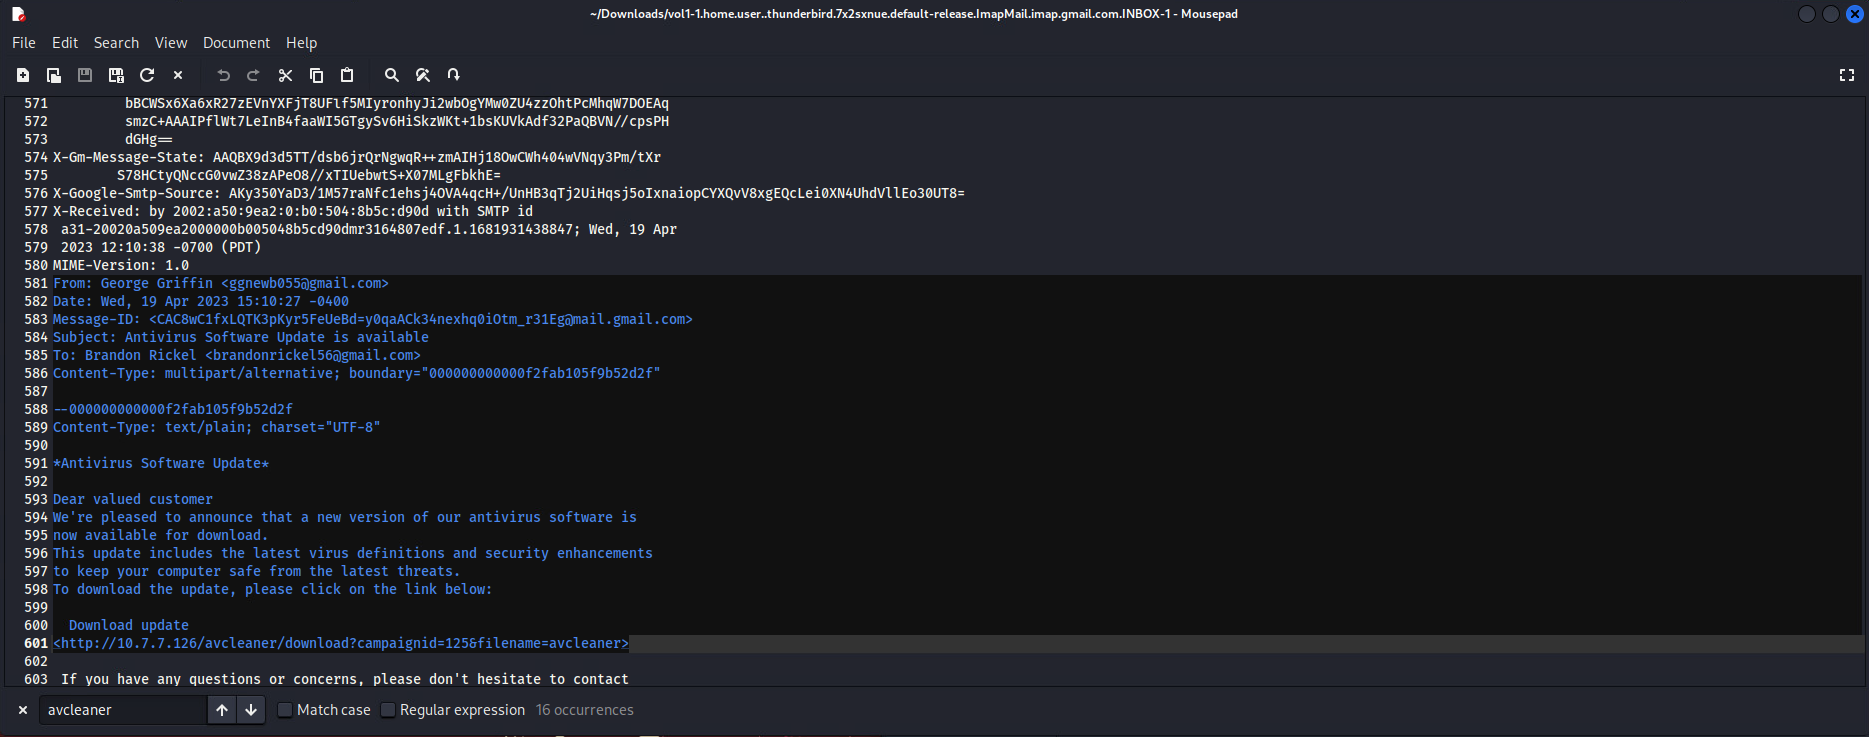 ~/Downloads/vol1-1.home.user..thunderbird.7x2sxnue.default-release.ImapMail.imap.gmail.com.INBOX-1 - Mousepad
File Edit Search View Document Help
571 bBCWSx6Xa6xR27zEVnYXFjT8UFlf5MIyronhyJi2wbOgYMw0ZU4zzOhtPcMhqW7DOEAq
572 smzC+AAAIPflWt7LeInB4faaWI5GTgySv6HiSkzWKt+1bsKUVkAdf32PaQBVN//cpsPH
573 dGHg==
574 X-Gm-Message-State: AAQBX9d3d5TT/dsb6jrQrNgwqR++zmAIHj18OwCWh404wVNqy3Pm/tXr
575 S78HCtyQNccG0vwZ38zAPeO8//xTIUebwtS+X07MLgFbkhE=
576 X-Google-Smtp-Source: AKy350YaD3/1M57raNfc1ehsj4OVA4qcH+/UnHB3qTj2UiHqsj5oIxnaiopCYXQvV8xgEQcLei0XN4UhdVllEo30UT8=
577 X-Received: by 2002:a50:9ea2:0:b0:504:8b5c:d90d with SMTP id
578 a31-20020a509ea2000000b005048b5cd90dmr3164807edf.1.1681931438847; Wed, 19 Apr
579 2023 12:10:38 -0700 (PDT)
580 MIME-Version: 1.0
581 From: George Griffin <ggnewb055@gmail.com>
582 Date: Wed, 19 Apr 2023 15:10:27 -0400
583 Message-ID: <CAC8wC1fxLQTK3pKyr5FeUeBd=y0qaACk34nexhq0iOtm_r31Eg@mail.gmail.com>
584 Subject: Antivirus Software Update is available
585 To: Brandon Rickel <brandonrickel56@gmail.com>
586 Content-Type: multipart/alternative; boundary="000000000000f2fab105f9b52d2f"
587
588 --000000000000f2fab105f9b52d2f
589 Content-Type: text/plain; charset="UTF-8"
590
591 *Antivirus Software Update*
592
593 Dear valued customer
594 We're pleased to announce that a new version of our antivirus software is
595 now available for download.
596 This update includes the latest virus definitions and security enhancements
597 to keep your computer safe from the latest threats.
598 To download the update, please click on the link below:
599
600 Download update
601 <http://10.7.7.126/avcleaner/download?campaignid=125&filename=avcleaner>
602
603 If you have any questions or concerns, please don't hesitate to contact
avcleaner Match case Regular expression 16 occurrences